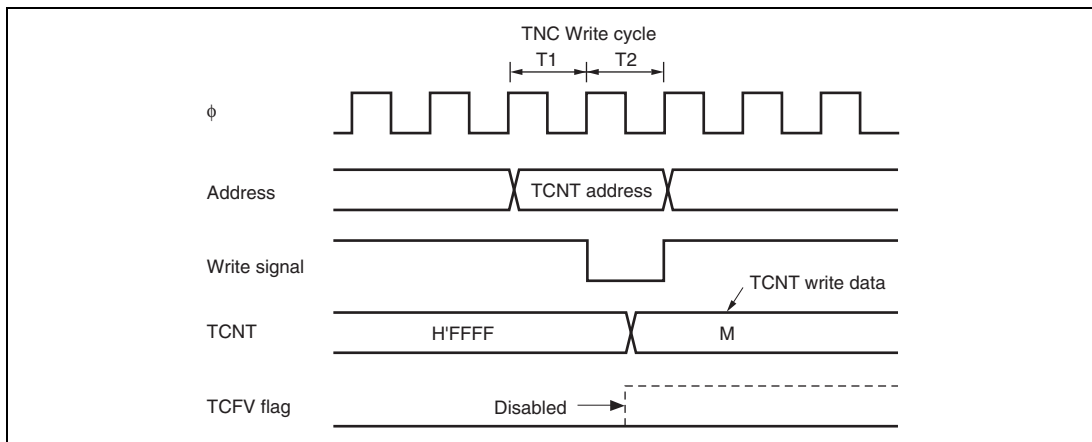 TNC Write cycle
T1 T2
ϕ
Address TCNT address
Write signal
TCNT write data
TCNT H'FFFF M
TCFV flag Disabled